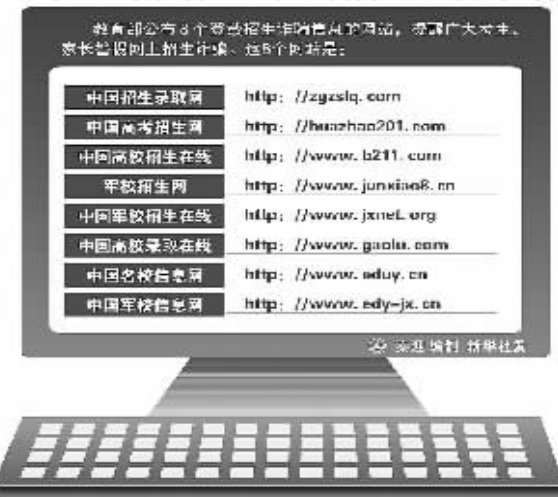 教育部公布8个登录招生诈骗信息的网站，提醒广大考生、
家长警惕网上招生诈骗。这8个网站是：
中国招生录取网 http: //zgzslq. com
中国高考招生网 http: //huazhao201. com
中国高校招生在线 http: //www. b211. com
军校招生网 http: //www. junxiao8. cn
中国军校招生在线 http: //www. jxnet. org
中国高校录取在线 http: //www. gaolu. com
中国名校信息网 http: //www. eduy. cn
中国军校信息网 http: //www. edy-jx. cn
编制 新华社发